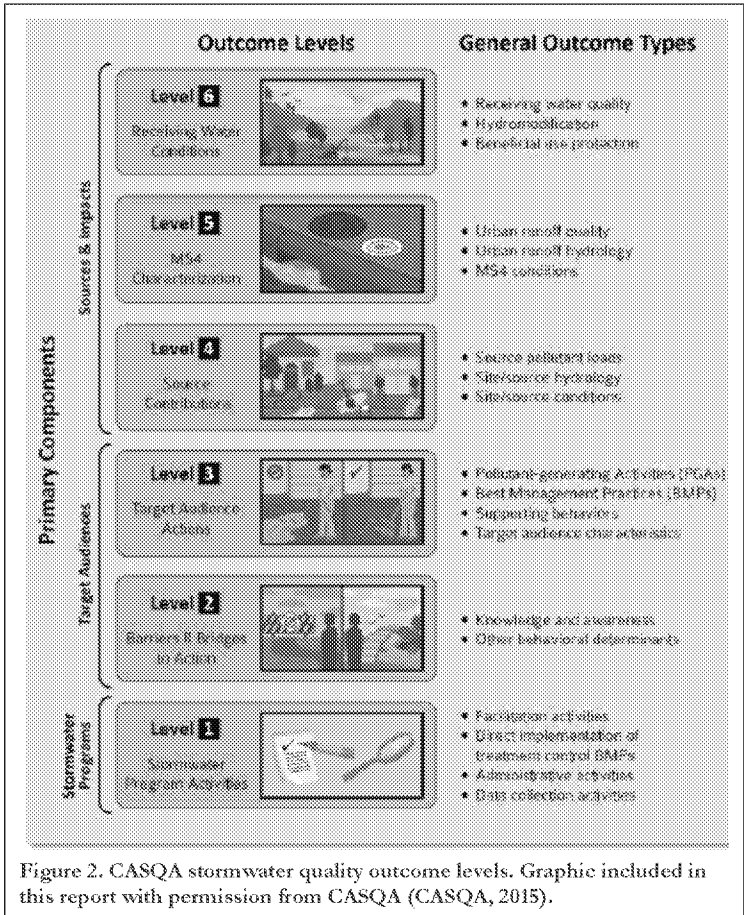 Outcome Levels
General Outcome Types
Primary Components
Sources & Impacts
Level 6
Receiving Water
Conditions
• Receiving water quality
• Hydromodification
• Beneficial use protection
Level 5
MS4
Characterization
• Urban runoff quality
• Urban runoff hydrology
• MS4 conditions
Level 4
Source
Contributions
• Source pollutant loads
• Site/source hydrology
• Site/source conditions
Target Audiences
Level 3
Target Audience
Actions
• Pollutant-generating Activities (PGAs)
• Best Management Practices (BMPs)
• Supporting behaviors
• Target audience characteristics
Level 2
Barriers & Bridges
to Action
• Knowledge and awareness
• Other behavioral determinants
Stormwater
Programs
Level 1
Stormwater
Program Activities
• Facilitation activities
• Direct implementation of
treatment control BMPs
• Administrative activities
• Data collection activities
Figure 2. CASQA stormwater quality outcome levels. Graphic included in
this report with permission from CASQA (CASQA, 2015).